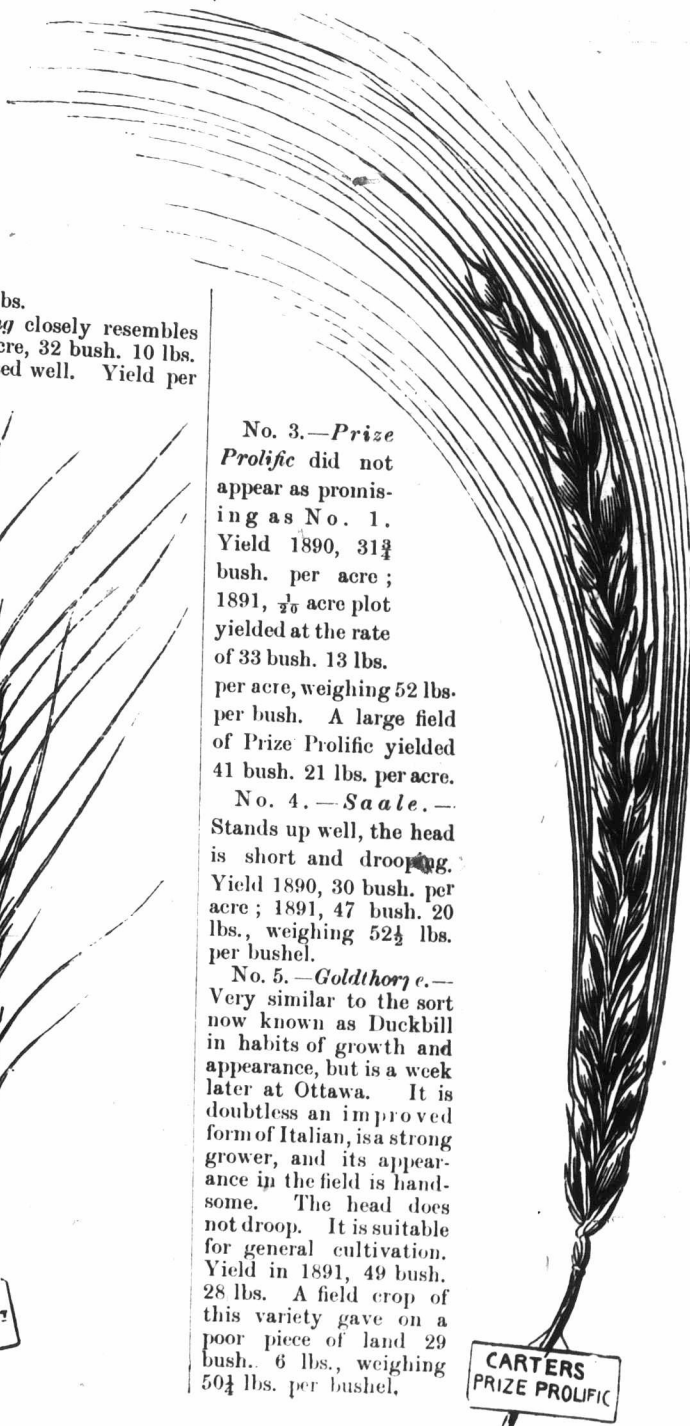 bs.
closely resembles
cre, 32 bush. 10 lbs.
ed well. Yield per
No. 3.—Prize
Prolific did not
appear as promis-
ing as No. 1.
Yield 1890, 31¾
bush. per acre;
1891, 1/20 acre plot
yielded at the rate
of 33 bush. 13 lbs.
per acre, weighing 52 lbs.
per bush. A large field
of Prize Prolific yielded
41 bush. 21 lbs. per acre.
No. 4.—Saale.—
Stands up well, the head
is short and drooping.
Yield 1890, 30 bush. per
acre; 1891, 47 bush. 20
lbs., weighing 52½ lbs.
per bushel.
No. 5.—Goldthorpe.—
Very similar to the sort
now known as Duckbill
in habits of growth and
appearance, but is a week
later at Ottawa. It is
doubtless an improved
form of Italian, is a strong
grower, and its appear-
ance in the field is hand-
some. The head does
not droop. It is suitable
for general cultivation.
Yield in 1891, 49 bush.
28 lbs. A field crop of
this variety gave on a
poor piece of land 29
bush. 6 lbs., weighing
50¼ lbs. per bushel.
CARTERS
PRIZE PROLIFIC